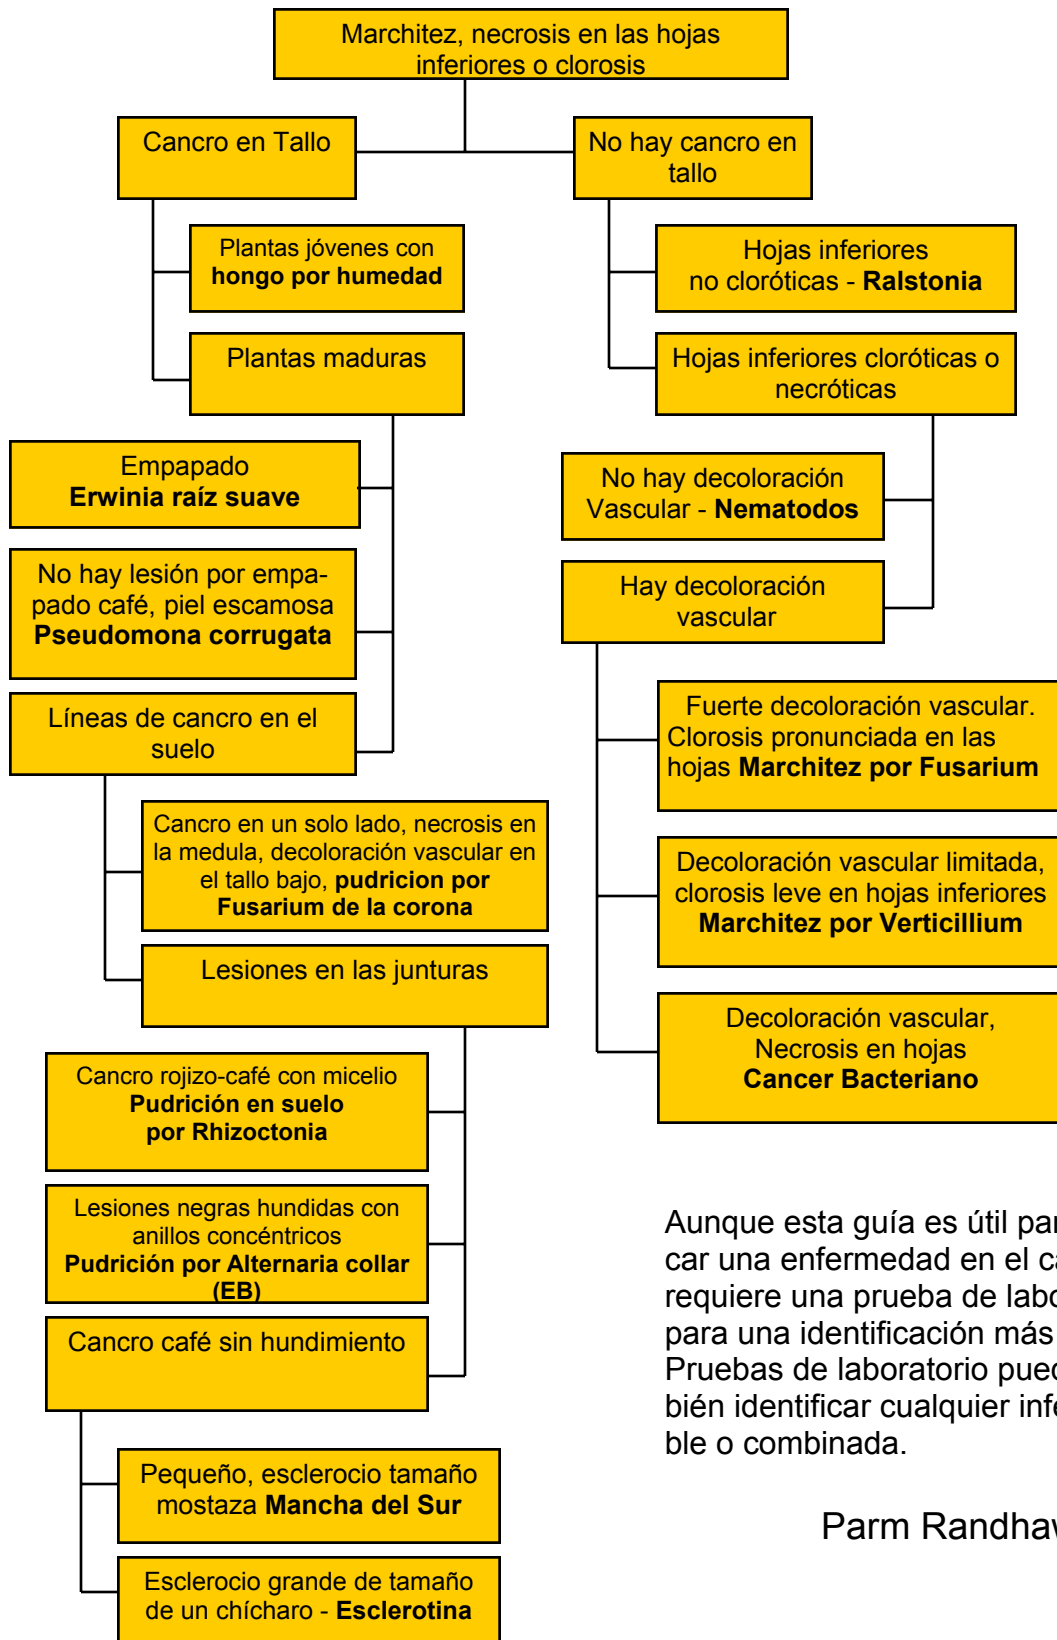 Marchitez, necrosis en las hojas
inferiores o clorosis
Cancro en Tallo
No hay cancro en
tallo
Plantas jóvenes con
hongo por humedad
Plantas maduras
Hojas inferiores
no cloróticas - Ralstonia
Hojas inferiores cloróticas o
necróticas
Empapado
Erwinia raíz suave
No hay lesión por empa-
pado café, piel escamosa
Pseudomona corrugata
Líneas de cancro en el
suelo
No hay decoloración
Vascular - Nematodos
Hay decoloración
vascular
Fuerte decoloración vascular.
Clorosis pronunciada en las
hojas Marchitez por Fusarium
Decoloración vascular limitada,
clorosis leve en hojas inferiores
Marchitez por Verticillium
Decoloración vascular,
Necrosis en hojas
Cancer Bacteriano
Cancro en un solo lado, necrosis en
la medula, decoloración vascular en
el tallo bajo, pudricion por
Fusarium de la corona
Lesiones en las junturas
Cancro rojizo-café con micelio
Pudrición en suelo
por Rhizoctonia
Lesiones negras hundidas con
anillos concéntricos
Pudrición por Alternaria collar
(EB)
Cancro café sin hundimiento
Pequeño, esclerocio tamaño
mostaza Mancha del Sur
Esclerocio grande de tamaño
de un chícharo - Esclerotina
Aunque esta guía es útil
car una enfermedad en el
requiere una prueba de
para una identificación más
Pruebas de laboratorio
bién identificar cualquier
ble o combinada.
Parm